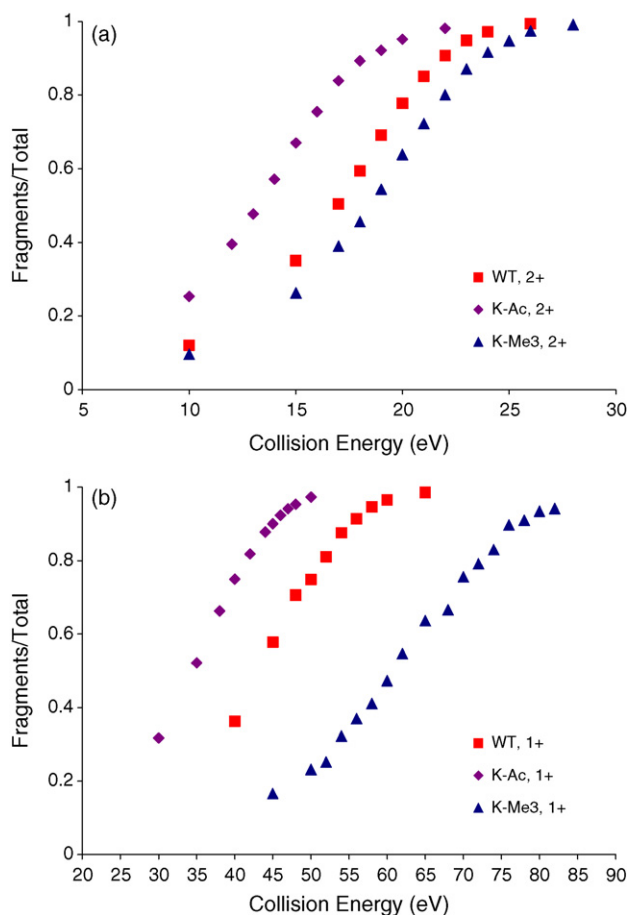 (a)
Fragments/Total
1
0.8
0.6
0.4
0.2
0
WT, 2+
K-Ac, 2+
K-Me3, 2+
5 10 15 20 25 30
Collision Energy (eV)
(b)
Fragments/Total
1
0.8
0.6
0.4
0.2
0
WT, 1+
K-Ac, 1+
K-Me3, 1+
20 25 30 35 40 45 50 55 60 65 70 75 80 85 90
Collision Energy (eV)